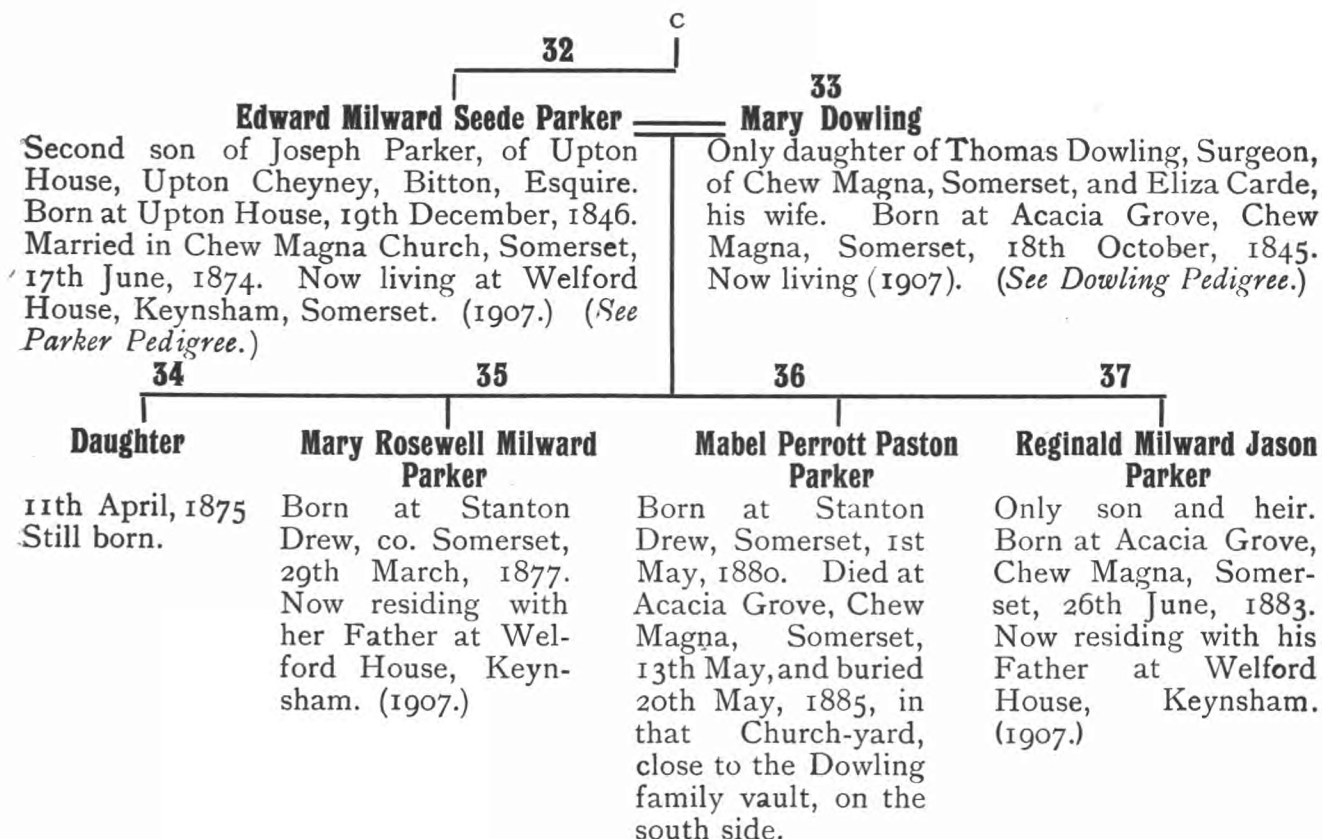 C
32
33
Edward Milward Seede Parker
Mary Dowling
Second son of Joseph Parker, of Upton
House, Upton Cheyney, Bitton, Esquire.
Born at Upton House, 19th December, 1846.
Married in Chew Magna Church, Somerset,
17th June, 1874. Now living at Welford
House, Keynsham, Somerset. (1907.) (See
Parker Pedigree.)
Only daughter of Thomas Dowling, Surgeon,
of Chew Magna, Somerset, and Eliza Carde,
his wife. Born at Acacia Grove, Chew
Magna, Somerset, 18th October, 1845.
Now living (1907). (See Dowling Pedigree.)
34
35
36
37
Daughter
11th April, 1875
Still born.
Mary Rosewell Milward
Parker
Born at Stanton
Drew, co. Somerset,
29th March, 1877.
Now residing with
her Father at Wel-
ford House, Keyn-
sham. (1907.)
Mabel Perrott Paston
Parker
Born at Stanton
Drew, Somerset, 1st
May, 1880. Died at
Acacia Grove, Chew
Magna, Somerset,
13th May, and buried
20th May, 1885, in
that Church-yard,
close to the Dowling
family vault, on the
south side.
Reginald Milward Jason
Parker
Only son and heir.
Born at Acacia Grove,
Chew Magna, Somer-
set, 26th June, 1883.
Now residing with his
Father at Welford
House, Keynsham.
(1907.)